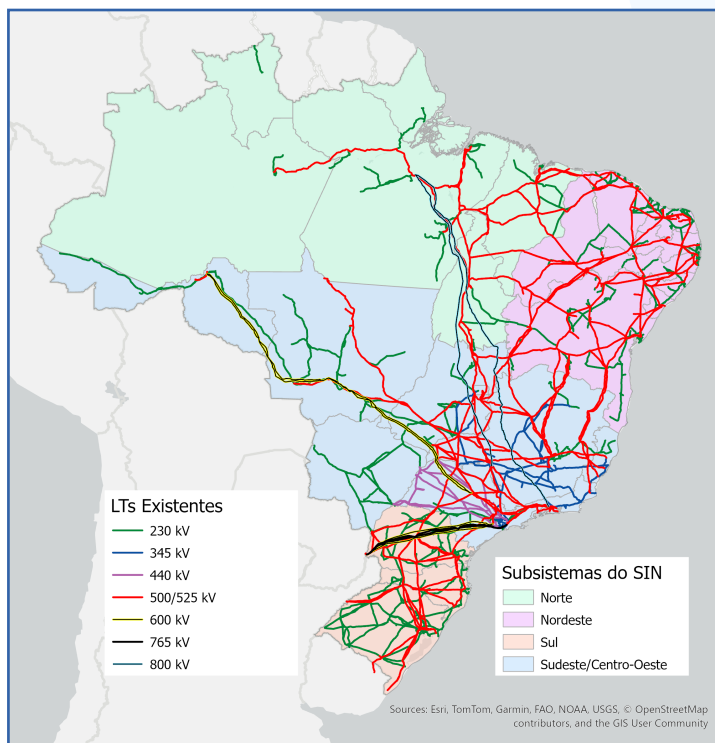 LTs Existentes
230 kV
345 kV
440 kV
500/525 kV
600 kV
765 kV
800 kV
Subsistemas do SIN
Norte
Nordeste
Sul
Sudeste/Centro-Oeste
Sources: Esri, TomTom, Garmin, FAO, NOAA, USGS, © OpenStreetMap
contributors, and the GIS User Community